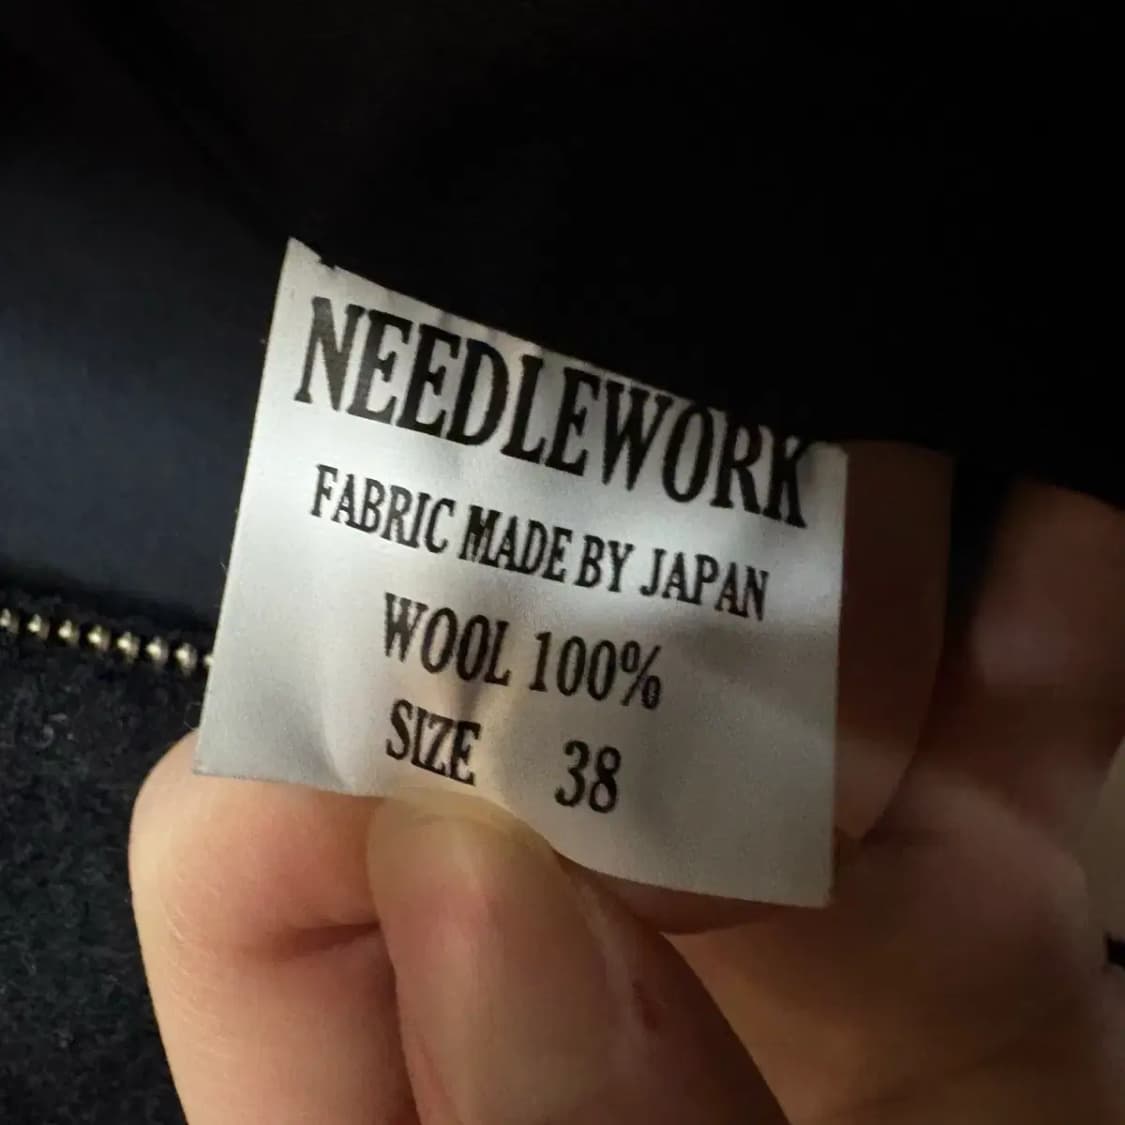 NEEDLEWORK
FABRIC MADE BY JAPAN
WOOL 100%
SIZE 38